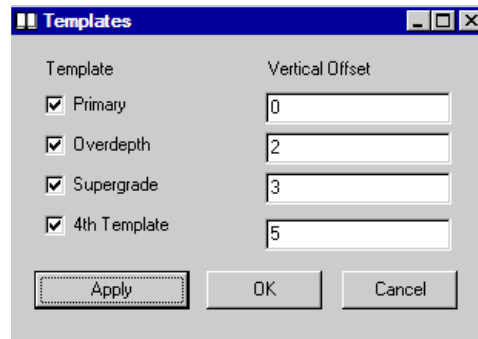 Templates
Template Vertical Offset
Primary 0
Overdepth 2
Supergrade 3
4th Template 5
Apply OK Cancel